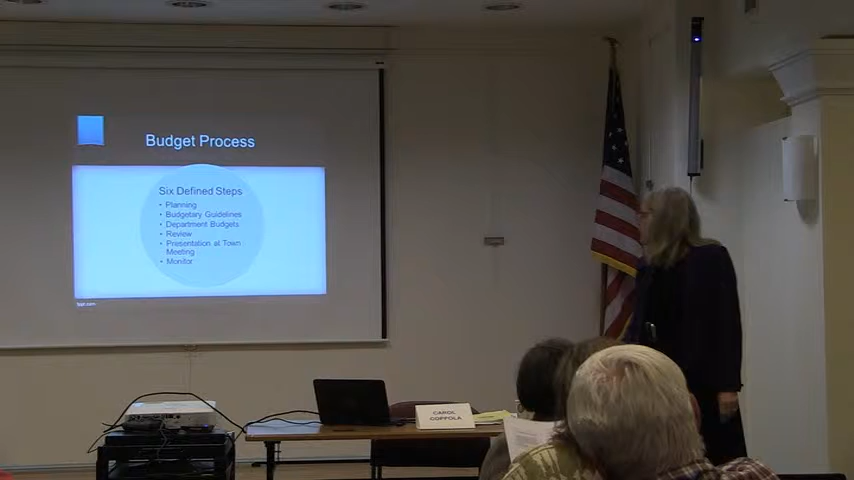 Budget Process
Six Defined Steps
• Planning
• Budgetary Guidelines
• Department Budgets
• Review
• Presentation at Town
Meeting
• Monitor
CAROL
COPPOLA